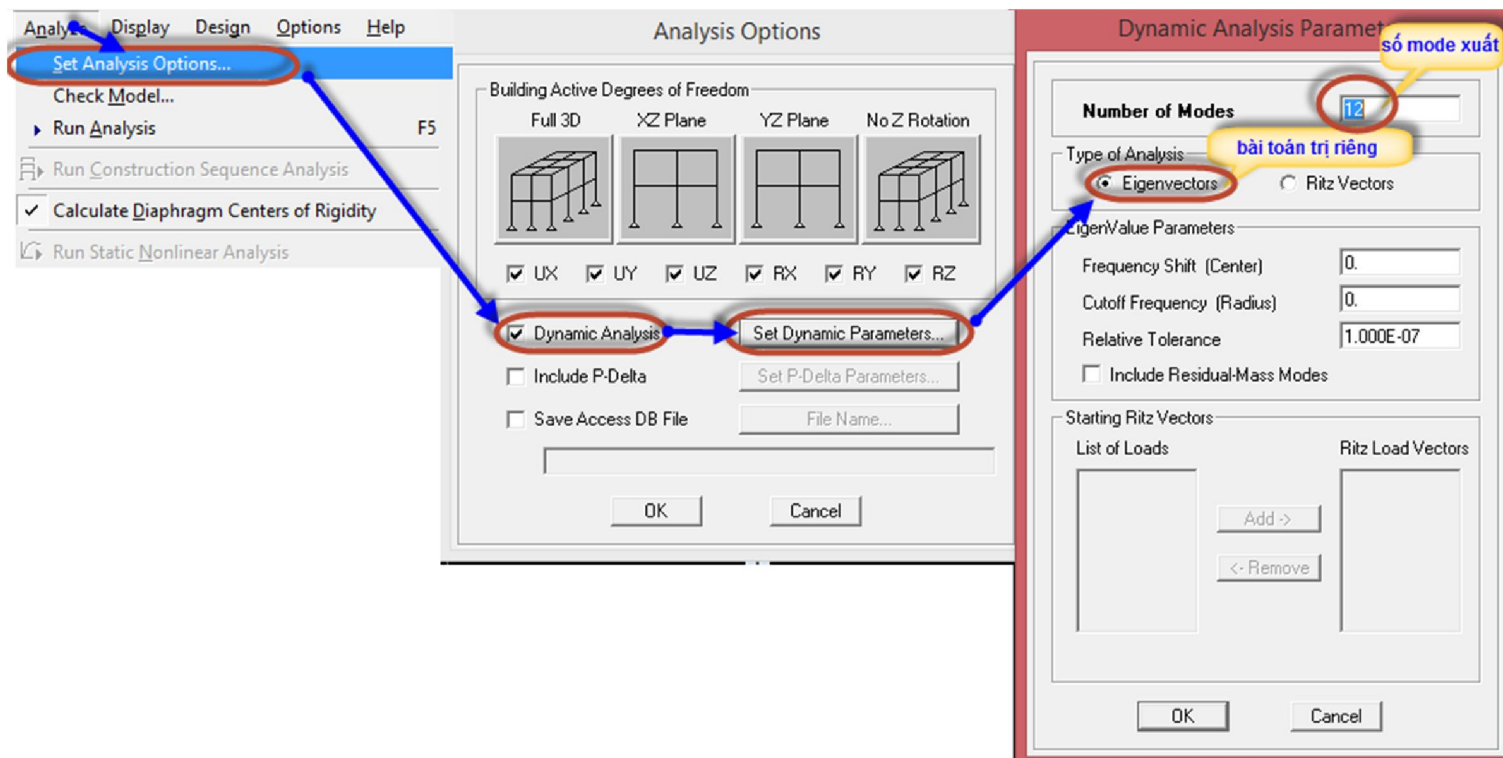 Analyze Display Design Options Help
Set Analysis Options...
Check Model...
Run Analysis F5
Run Construction Sequence Analysis
Calculate Diaphragm Centers of Rigidity
Run Static Nonlinear Analysis
Analysis Options
Building Active Degrees of Freedom
Full 3D XZ Plane YZ Plane No Z Rotation
UX UY UZ RX RY RZ
Dynamic Analysis Set Dynamic Parameters...
Include P-Delta Set P-Delta Parameters...
Save Access DB File File Name...
OK Cancel
Dynamic Analysis Parame
số mode xuất
Number of Modes 12
bài toán trị riêng
Type of Analysis
Eigenvectors Ritz Vectors
EigenValue Parameters
Frequency Shift (Center) 0.
Cutoff Frequency (Radius) 0.
Relative Tolerance 1.000E-07
Include Residual-Mass Modes
Starting Ritz Vectors
List of Loads Ritz Load Vectors
Add ->
<- Remove
OK Cancel